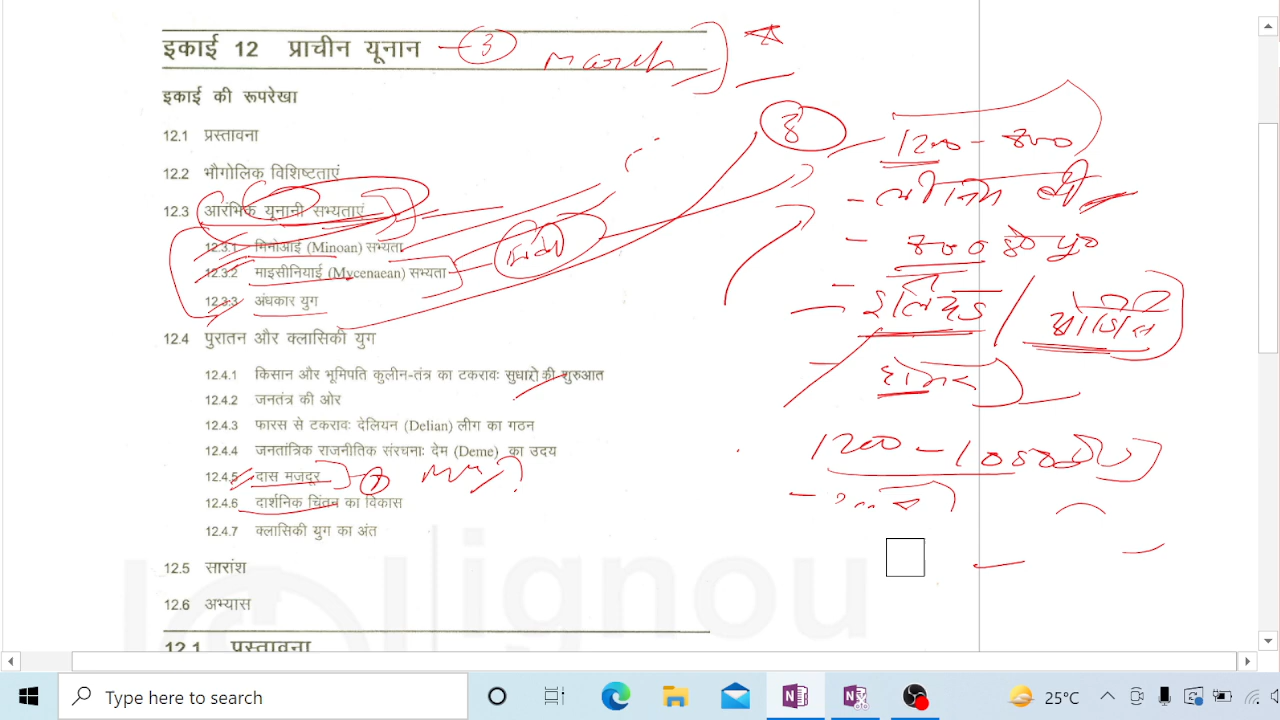 इकाई 12 प्राचीन यूनान - 3 march
इकाई की रूपरेखा
12.1 प्रस्तावना
12.2 भौगोलिक विशिष्टताएं
12.3 आरंभिक यूनानी सभ्यताएं
12.3.1 मिनोआई (Minoan) सभ्यता
12.3.2 माइसीनियाई (Mycenaean) सभ्यता
12.3.3 अंधकार युग
12.4 पुरातन और क्लासिकी युग
12.4.1 किसान और भूमिपति कुलीन-तंत्र का टकरावः सुधारों की शुरुआत
12.4.2 जनतंत्र की ओर
12.4.3 फारस से टकरावः देलियन (Delian) लीग का गठन
12.4.4 जनतांत्रिक राजनीतिक संरचनाः देम (Deme) का उदय
12.4.5 दास मजदूर
12.4.6 दार्शनिक चिंतन का विकास
12.4.7 क्लासिकी युग का अंत
12.5 सारांश
12.6 अभ्यास
12.1 प्रस्तावना
ignou
1200 - 800
- 800 ई० पू०
- इलियड /
- होमर
1200 - 1000
Type here to search
25°C